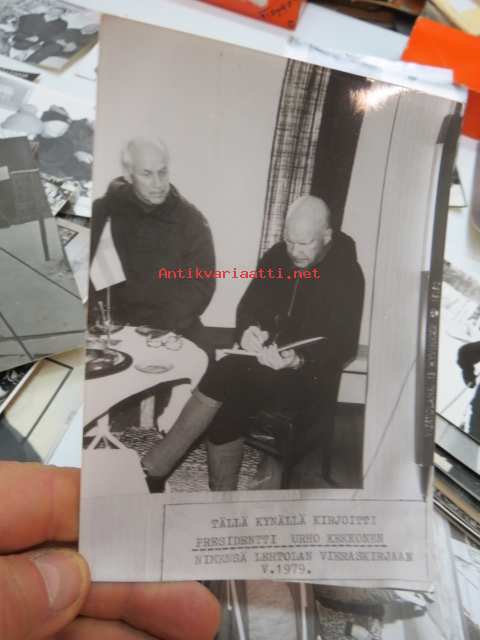 Antikvariaatti.net
TÄLLÄ KYNÄLLÄ KIRJOITTI
PRESIDENTTI URHO KEKKONEN
NIMENSÄ LEHTOLAN VIERASKIRJAAN
V.1979.